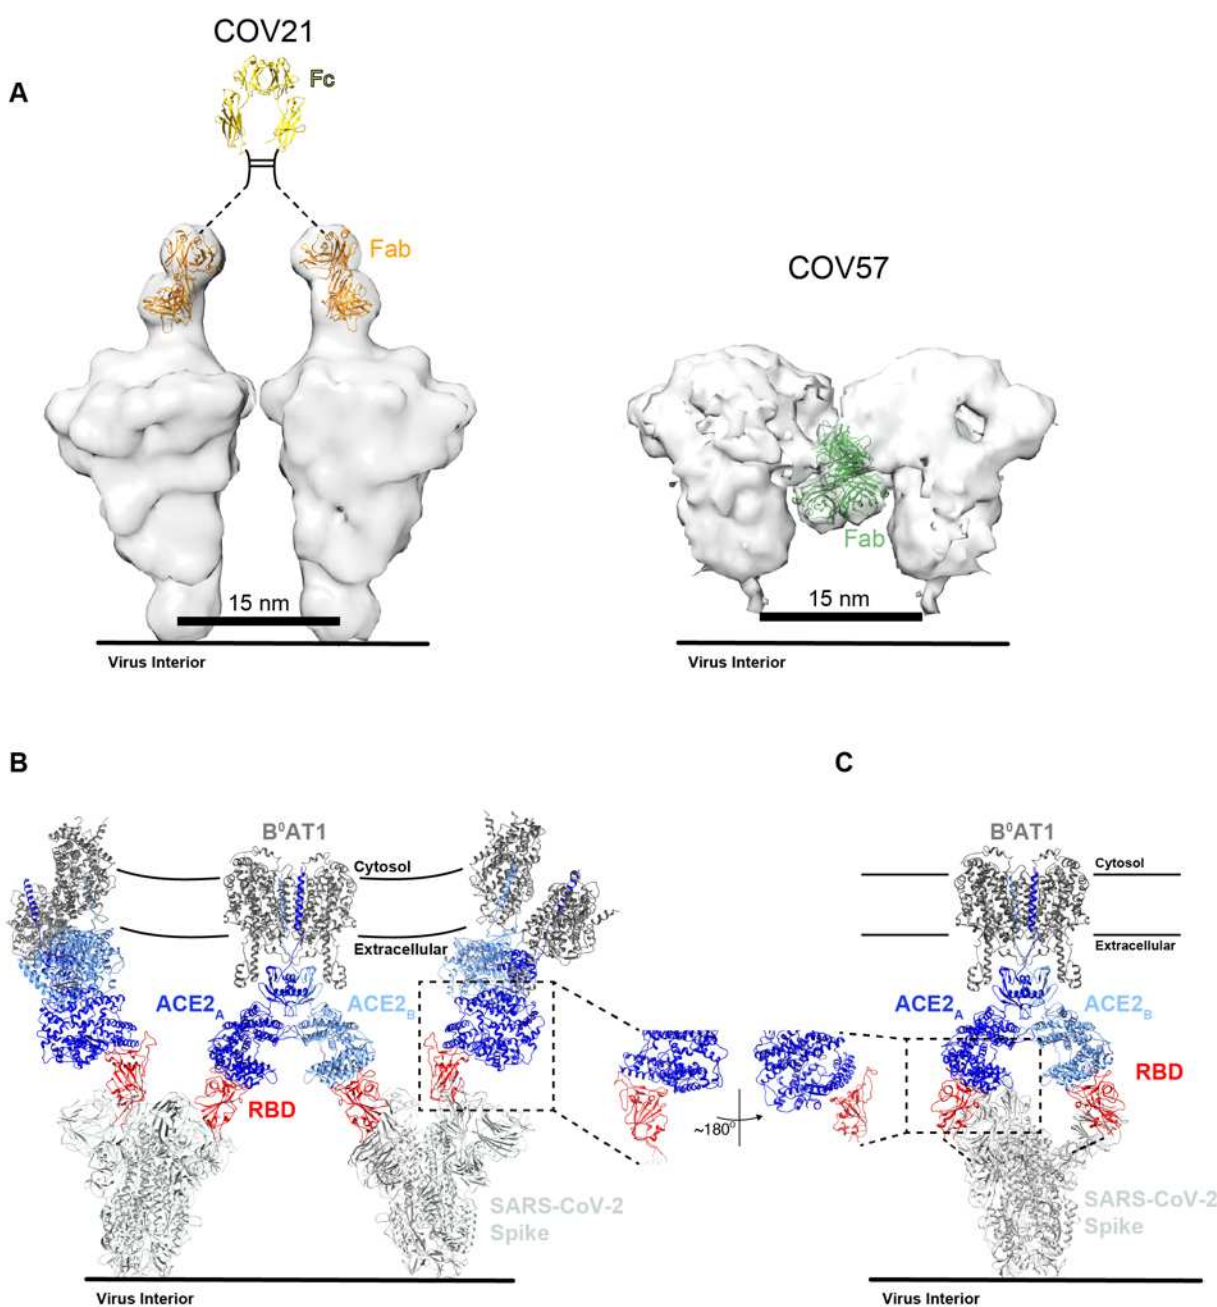 COV21
A
Fc
Fab
COV57
Fab
15 nm
15 nm
Virus Interior
Virus Interior
B
C
B⁰AT1
Cytosol
Extracellular
ACE2A
ACE2B
RBD
~180⁰
SARS-CoV-2
Spike
Virus Interior
B⁰AT1
Cytosol
Extracellular
ACE2A
ACE2B
RBD
SARS-CoV-2
Spike
Virus Interior